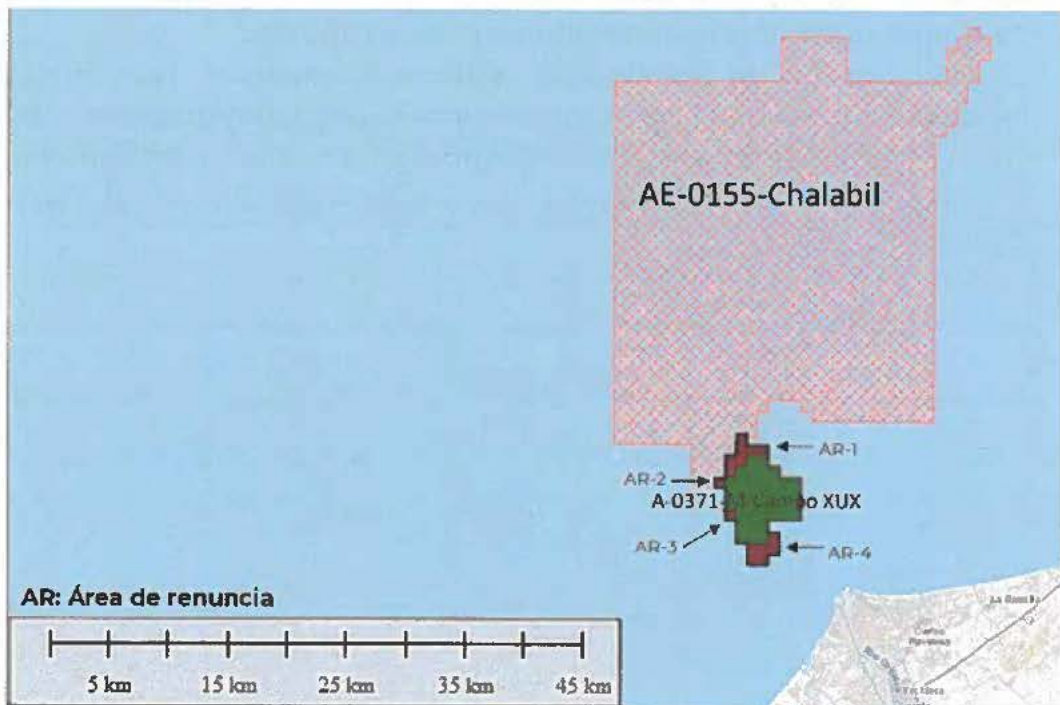 AE-0155-Chalabil
AR-1
AR-2
A-0371-M-Campo XUX
AR-3
AR-4
AR: Área de renuncia
5 km
15 km
25 km
35 km
45 km